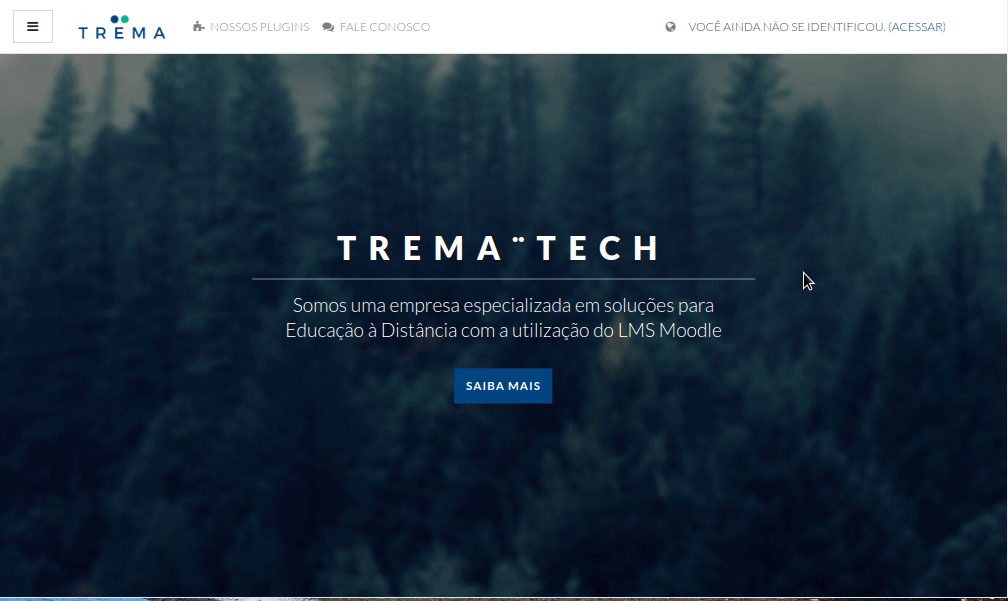 TREMA NOSSOS PLUGINS FALE CONOSCO VOCÊ AINDA NÃO SE IDENTIFICOU. (ACESSAR)
TREMA¨TECH
Somos uma empresa especializada em soluções para
Educação à Distância com a utilização do LMS Moodle
SAIBA MAIS